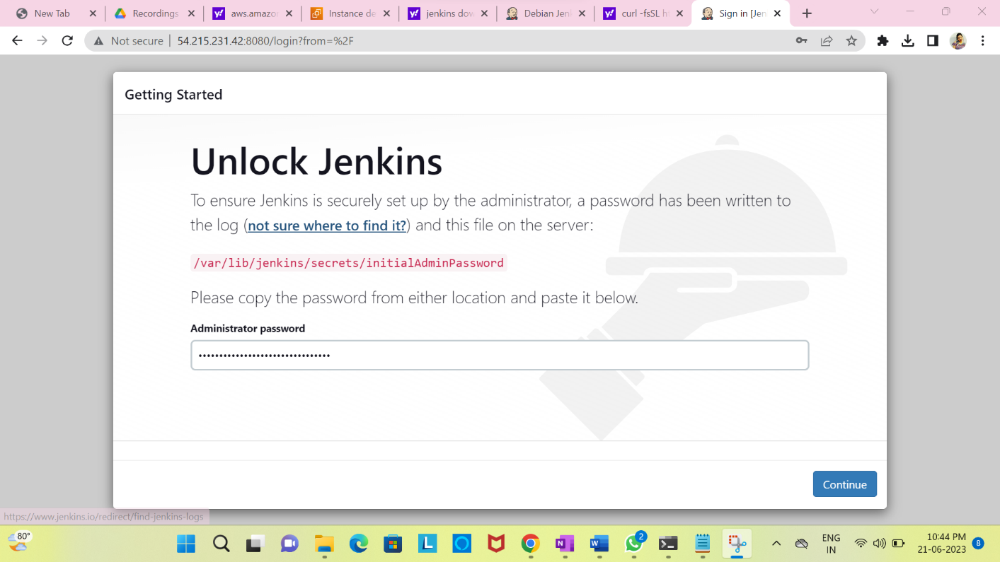 New Tab
Recordings
aws.amazo
Instance de
jenkins dow
Debian Jen
curl -fsSL h
Sign in [Jen
Not secure
54.215.231.42:8080/login?from=%2F
Getting Started
Unlock Jenkins
To ensure Jenkins is securely set up by the administrator, a password has been written to
the log (not sure where to find it?) and this file on the server:
/var/lib/jenkins/secrets/initialAdminPassword
Please copy the password from either location and paste it below.
Administrator password
Continue
https://www.jenkins.io/redirect/find-jenkins-logs
80°
2
ENG
IN
10:44 PM
21-06-2023
8